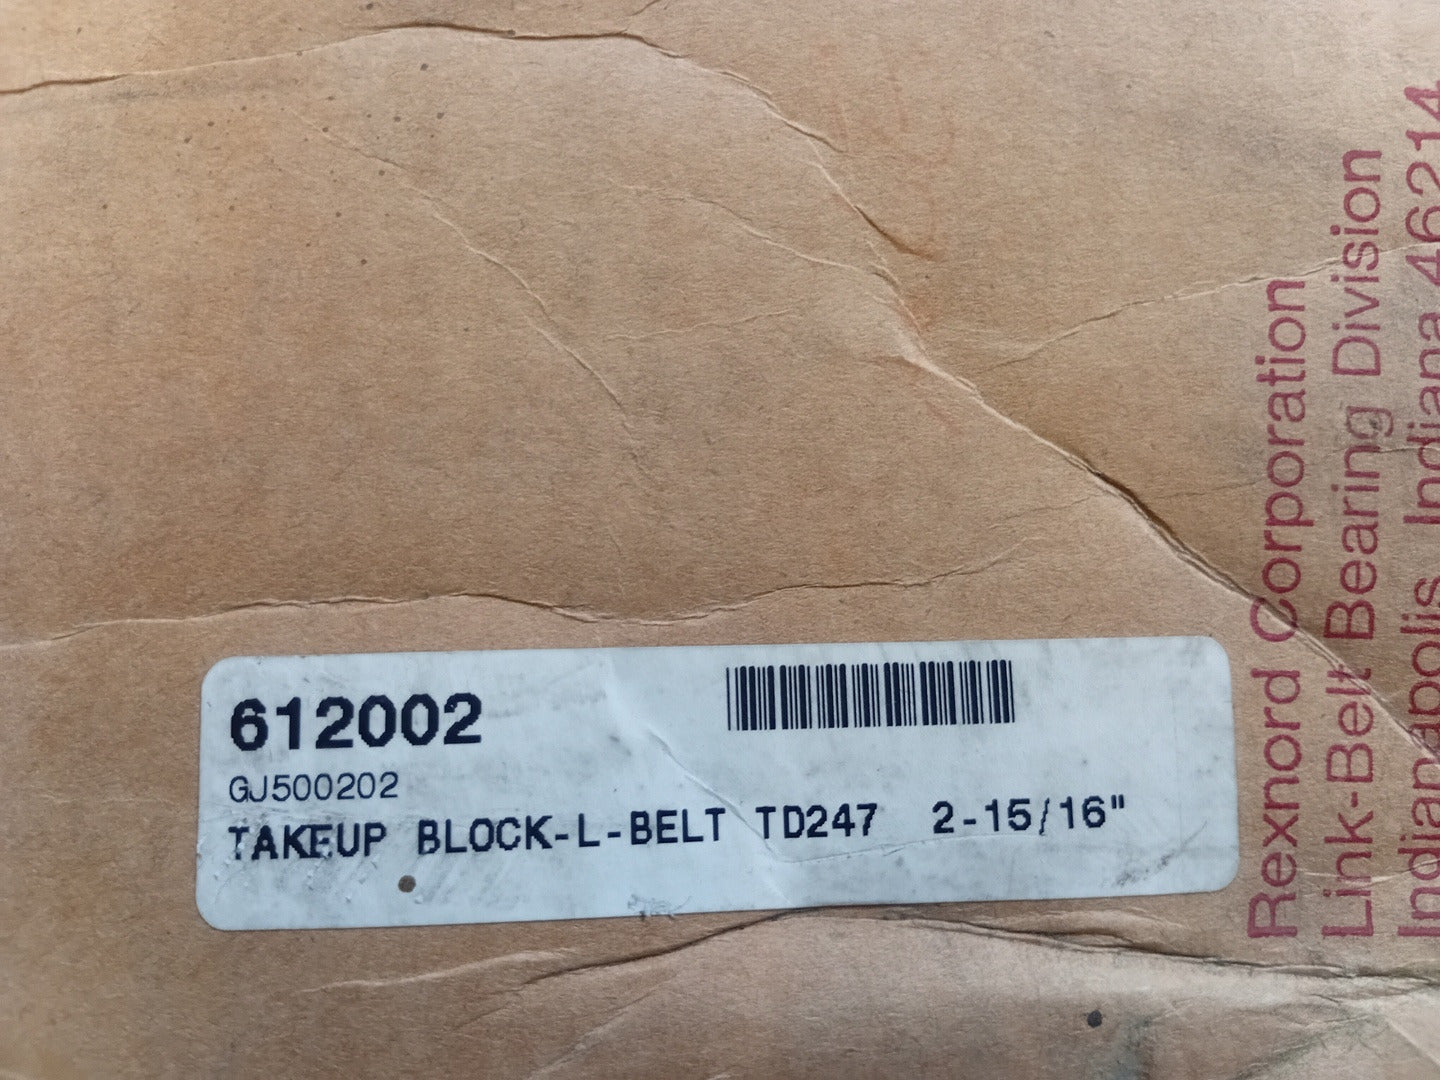 612002
GJ500202
TAKEUP BLOCK-L-BELT TD247 2-15/16"
Rexnord Corporation
Link-Belt Bearing Division
Indianapolis, Indiana 46214